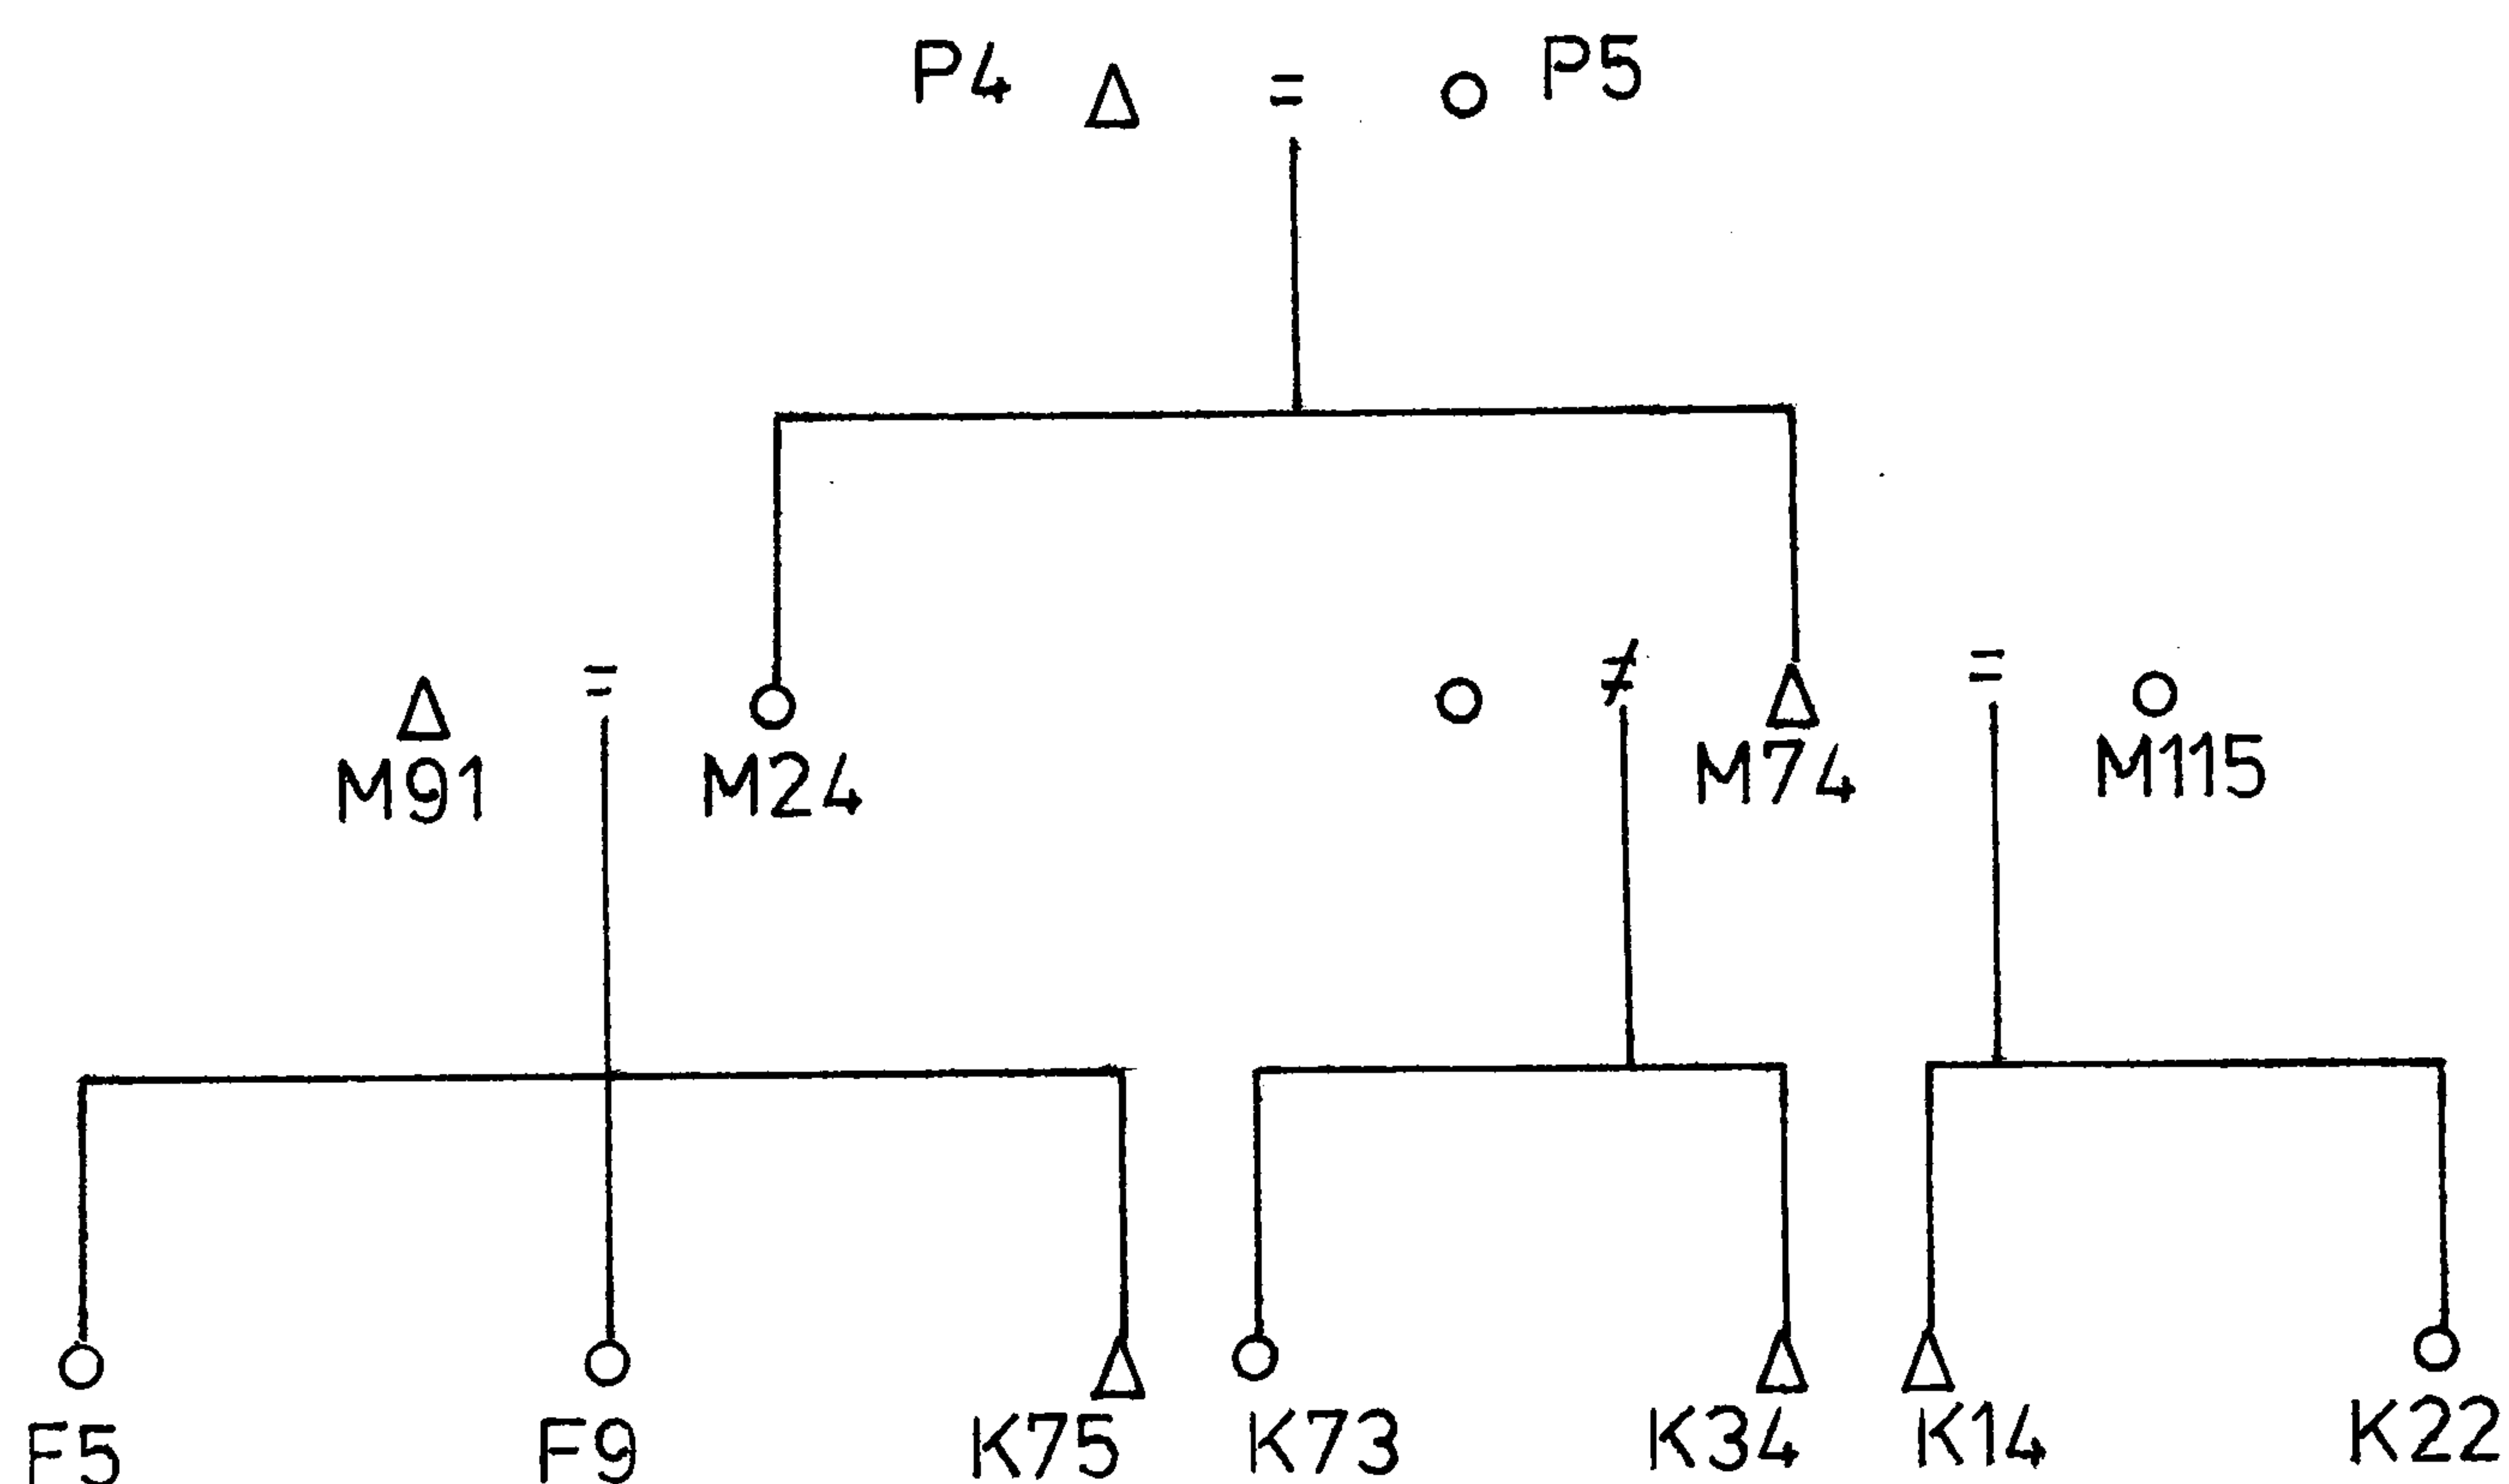 P4 = P5
M91 = M24 ≠ M74 = M115
F5 F9 K75 K73 K34 K14 K22